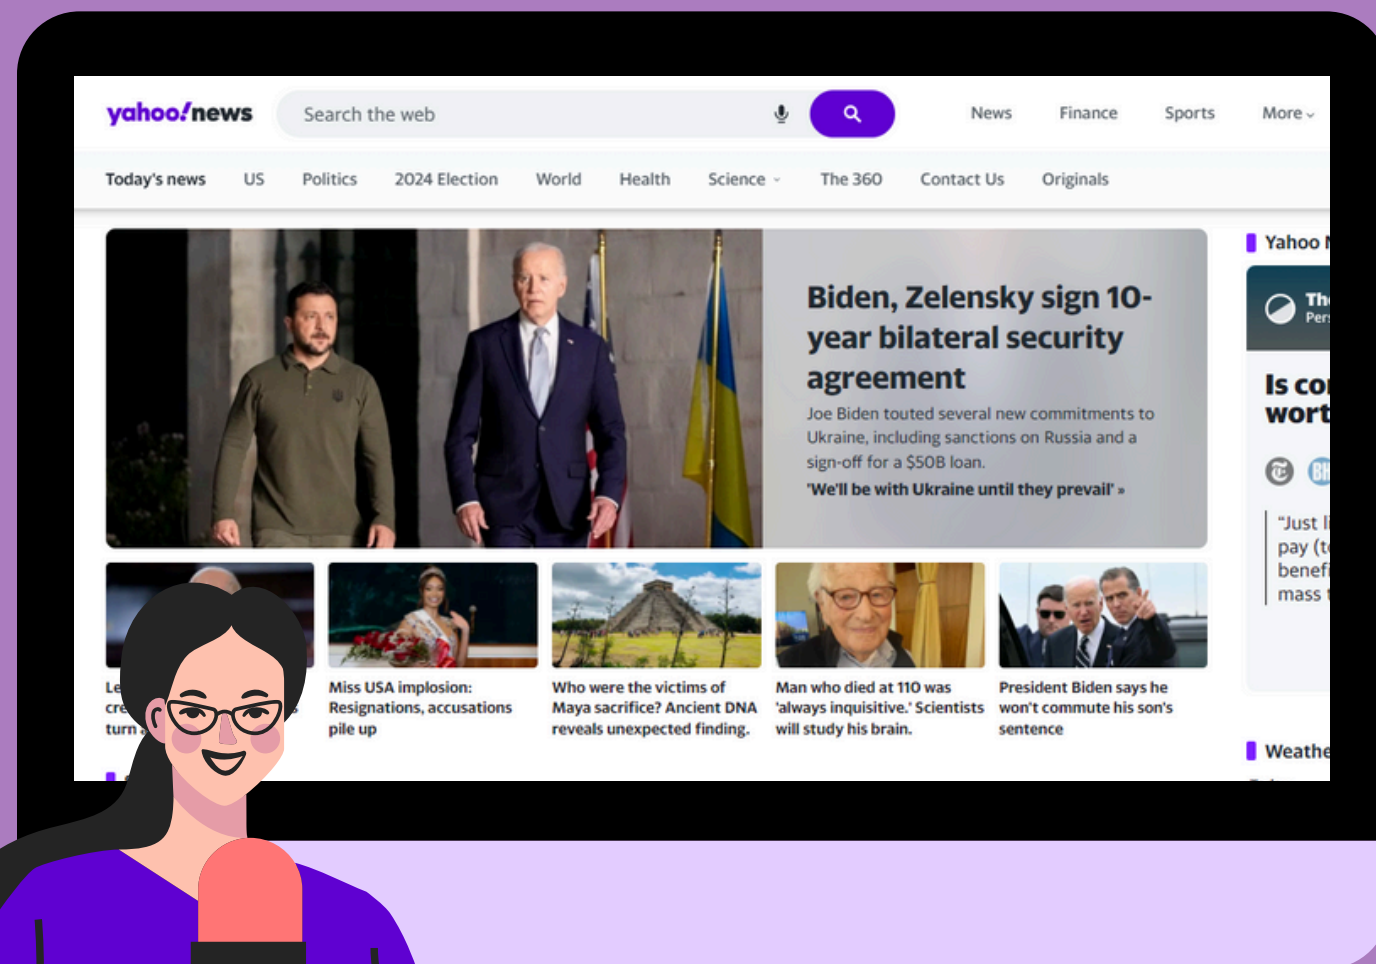 yahoo!news
Search the web
News Finance Sports More
Today's news US Politics 2024 Election World Health Science The 360 Contact Us Originals
Biden, Zelensky sign 10-
year bilateral security
agreement
Joe Biden touted several new commitments to
Ukraine, including sanctions on Russia and a
sign-off for a $50B loan.
'We'll be with Ukraine until they prevail' »
Miss USA implosion:
Resignations, accusations
pile up
Who were the victims of
Maya sacrifice? Ancient DNA
reveals unexpected finding.
Man who died at 110 was
'always inquisitive.' Scientists
will study his brain.
President Biden says he
won't commute his son's
sentence
turn
Yahoo
Is
"Just
pay
mass